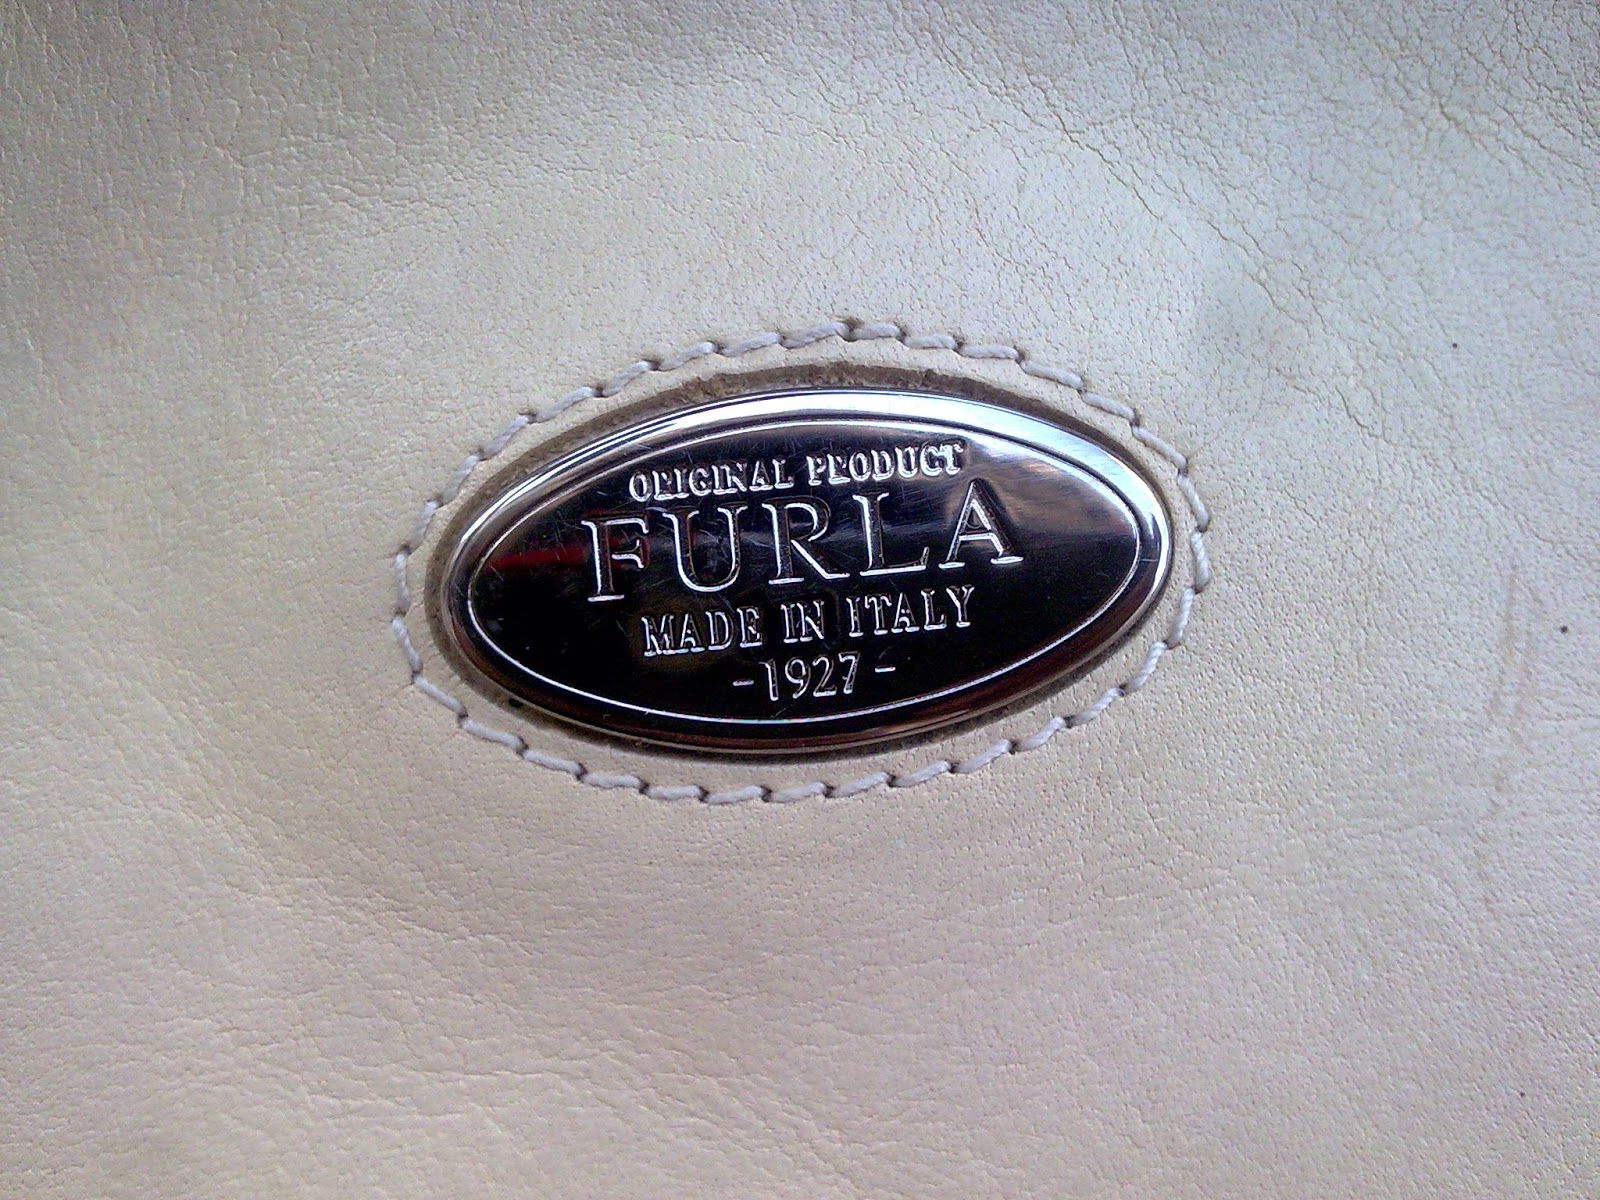 ORIGINAL PRODUCT
FURLA
MADE IN ITALY
-1927-